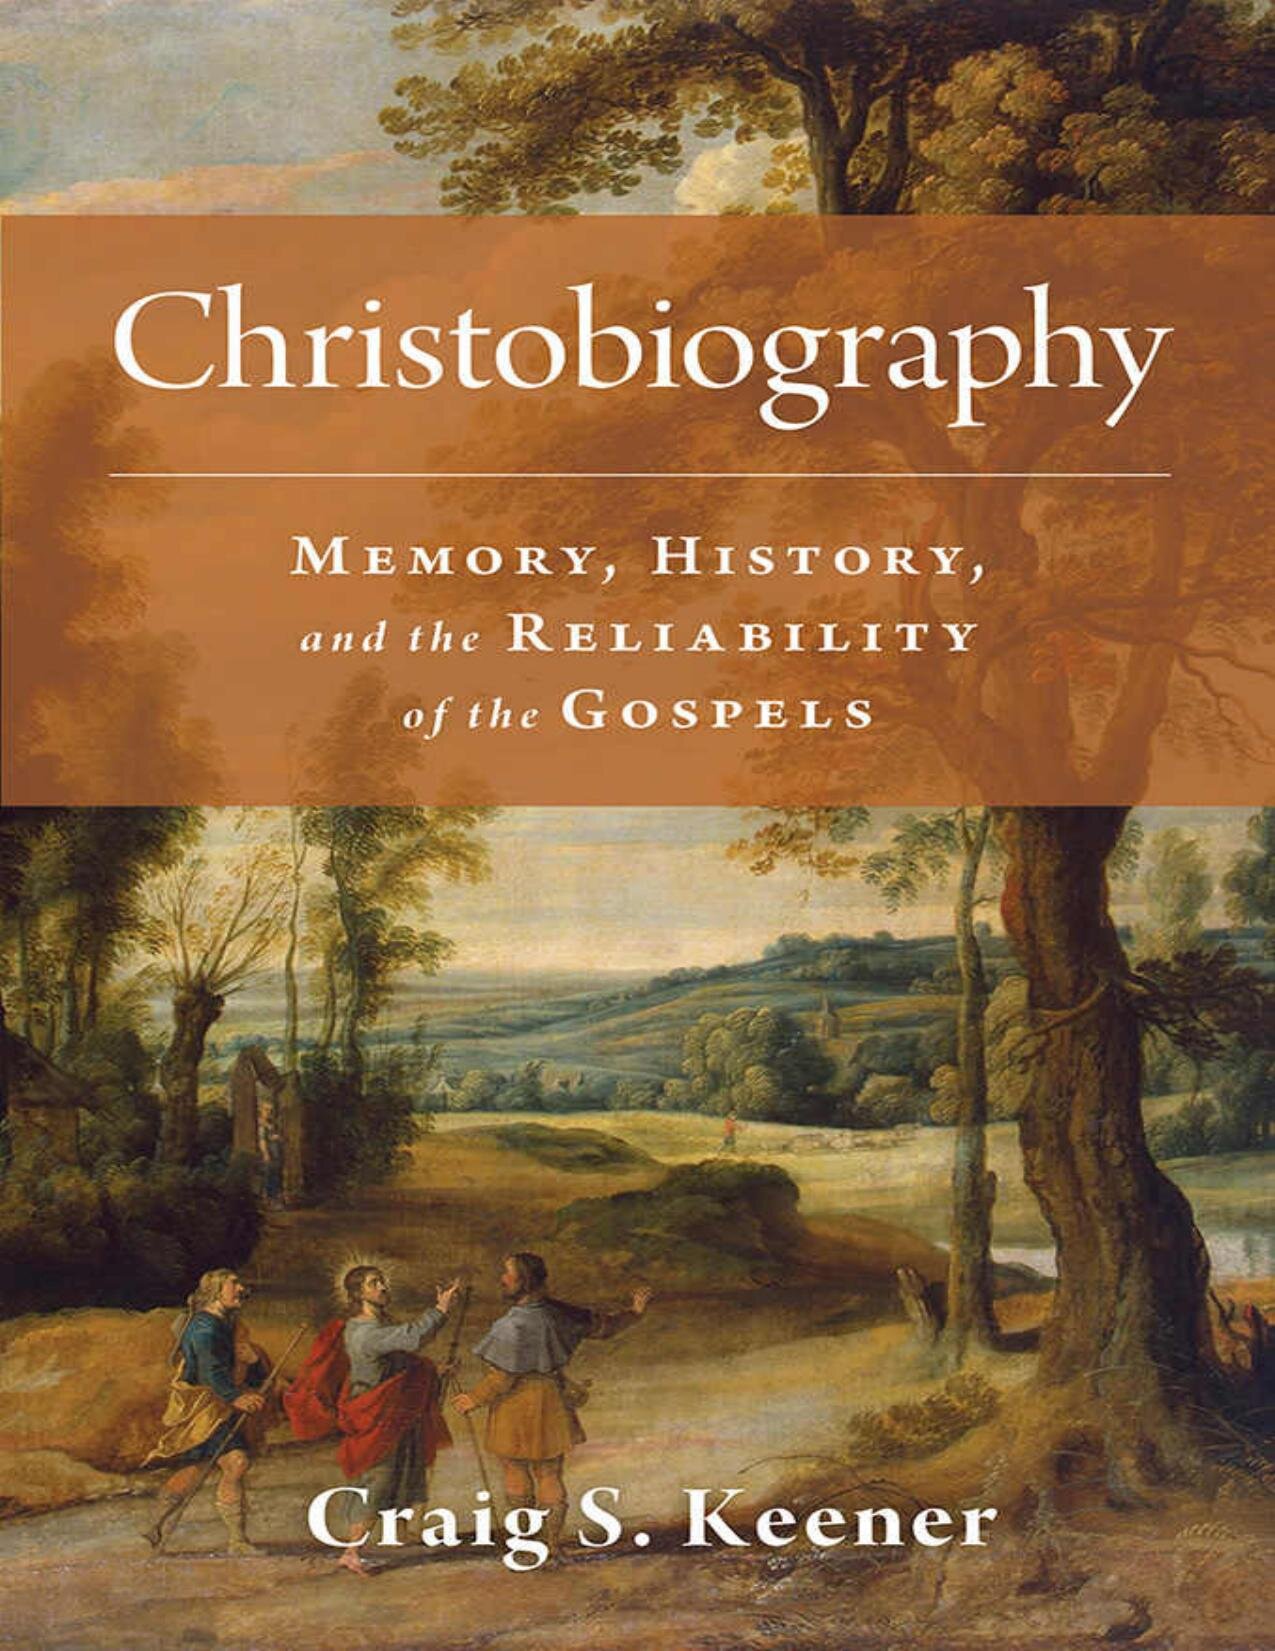 Christobiography
MEMORY, HISTORY,
and the RELIABILITY
of the GOSPELS
Craig S. Keener